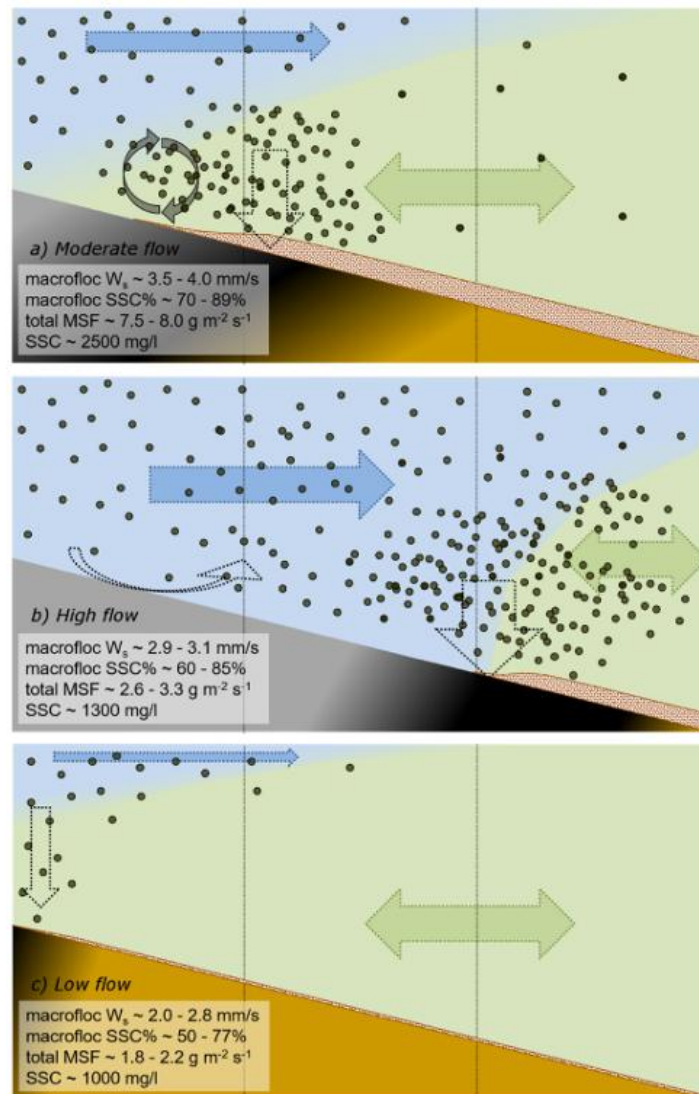 a) Moderate flow
macrofloc Wₛ ~ 3.5 - 4.0 mm/s
macrofloc SSC% ~ 70 - 89%
total MSF ~ 7.5 - 8.0 g m⁻² s⁻¹
SSC ~ 2500 mg/l
b) High flow
macrofloc Wₛ ~ 2.9 - 3.1 mm/s
macrofloc SSC% ~ 60 - 85%
total MSF ~ 2.6 - 3.3 g m⁻² s⁻¹
SSC ~ 1300 mg/l
c) Low flow
macrofloc Wₛ ~ 2.0 - 2.8 mm/s
macrofloc SSC% ~ 50 - 77%
total MSF ~ 1.8 - 2.2 g m⁻² s⁻¹
SSC ~ 1000 mg/l